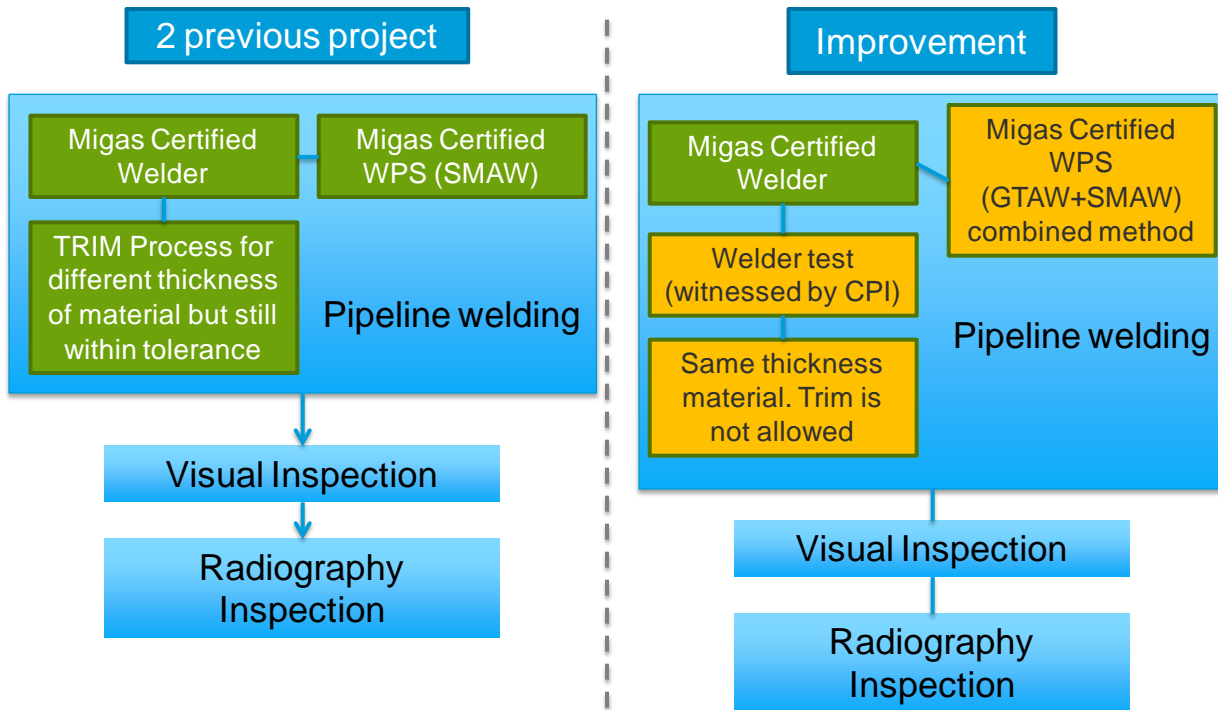 2 previous project
Migas Certified
Welder
Migas Certified
WPS (SMAW)
TRIM Process for
different thickness
of material but still
within tolerance
Pipeline welding
Visual Inspection
Radiography
Inspection
Improvement
Migas Certified
Welder
Migas Certified
WPS
(GTAW+SMAW)
combined method
Welder test
(witnessed by CPI)
Same thickness
material. Trim is
not allowed
Pipeline welding
Visual Inspection
Radiography
Inspection